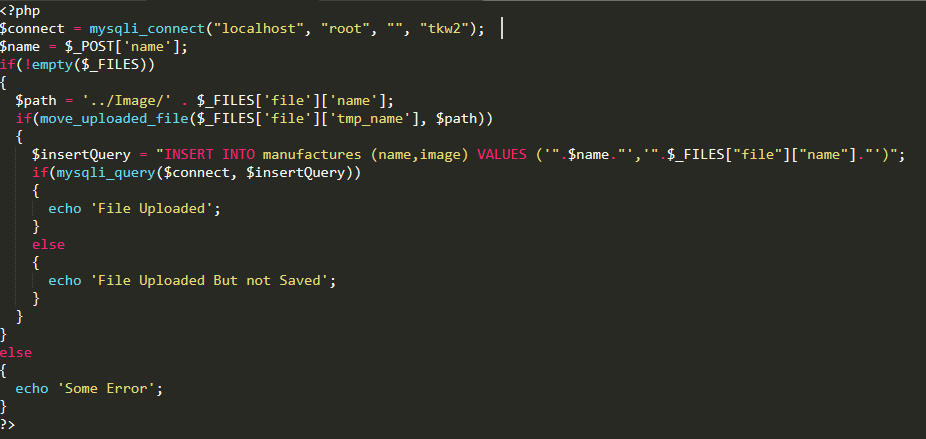 <?php
$connect = mysqli_connect("localhost", "root", "", "tkw2");
$name = $_POST['name'];
if(!empty($_FILES))
{
  $path = '../Image/' . $_FILES['file']['name'];
  if(move_uploaded_file($_FILES['file']['tmp_name'], $path))
  {
    $insertQuery = "INSERT INTO manufactures (name,image) VALUES ('".$name."','".$_FILES["file"]["name"]."')";
    if(mysqli_query($connect, $insertQuery))
    {
      echo 'File Uploaded';
    }
    else
    {
      echo 'File Uploaded But not Saved';
    }
  }
}
else
{
  echo 'Some Error';
}
?>